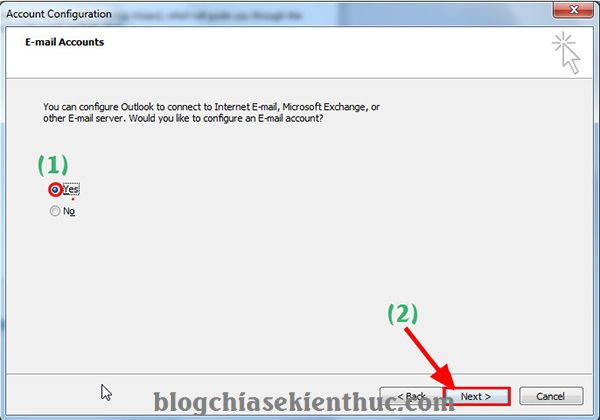 Account Configuration
E-mail Accounts
You can configure Outlook to connect to Internet E-mail, Microsoft Exchange, or
other E-mail server. Would you like to configure an E-mail account?
(1)
Yes
No
(2)
< Back
Next >
Cancel
blogchiasekienthuc.com